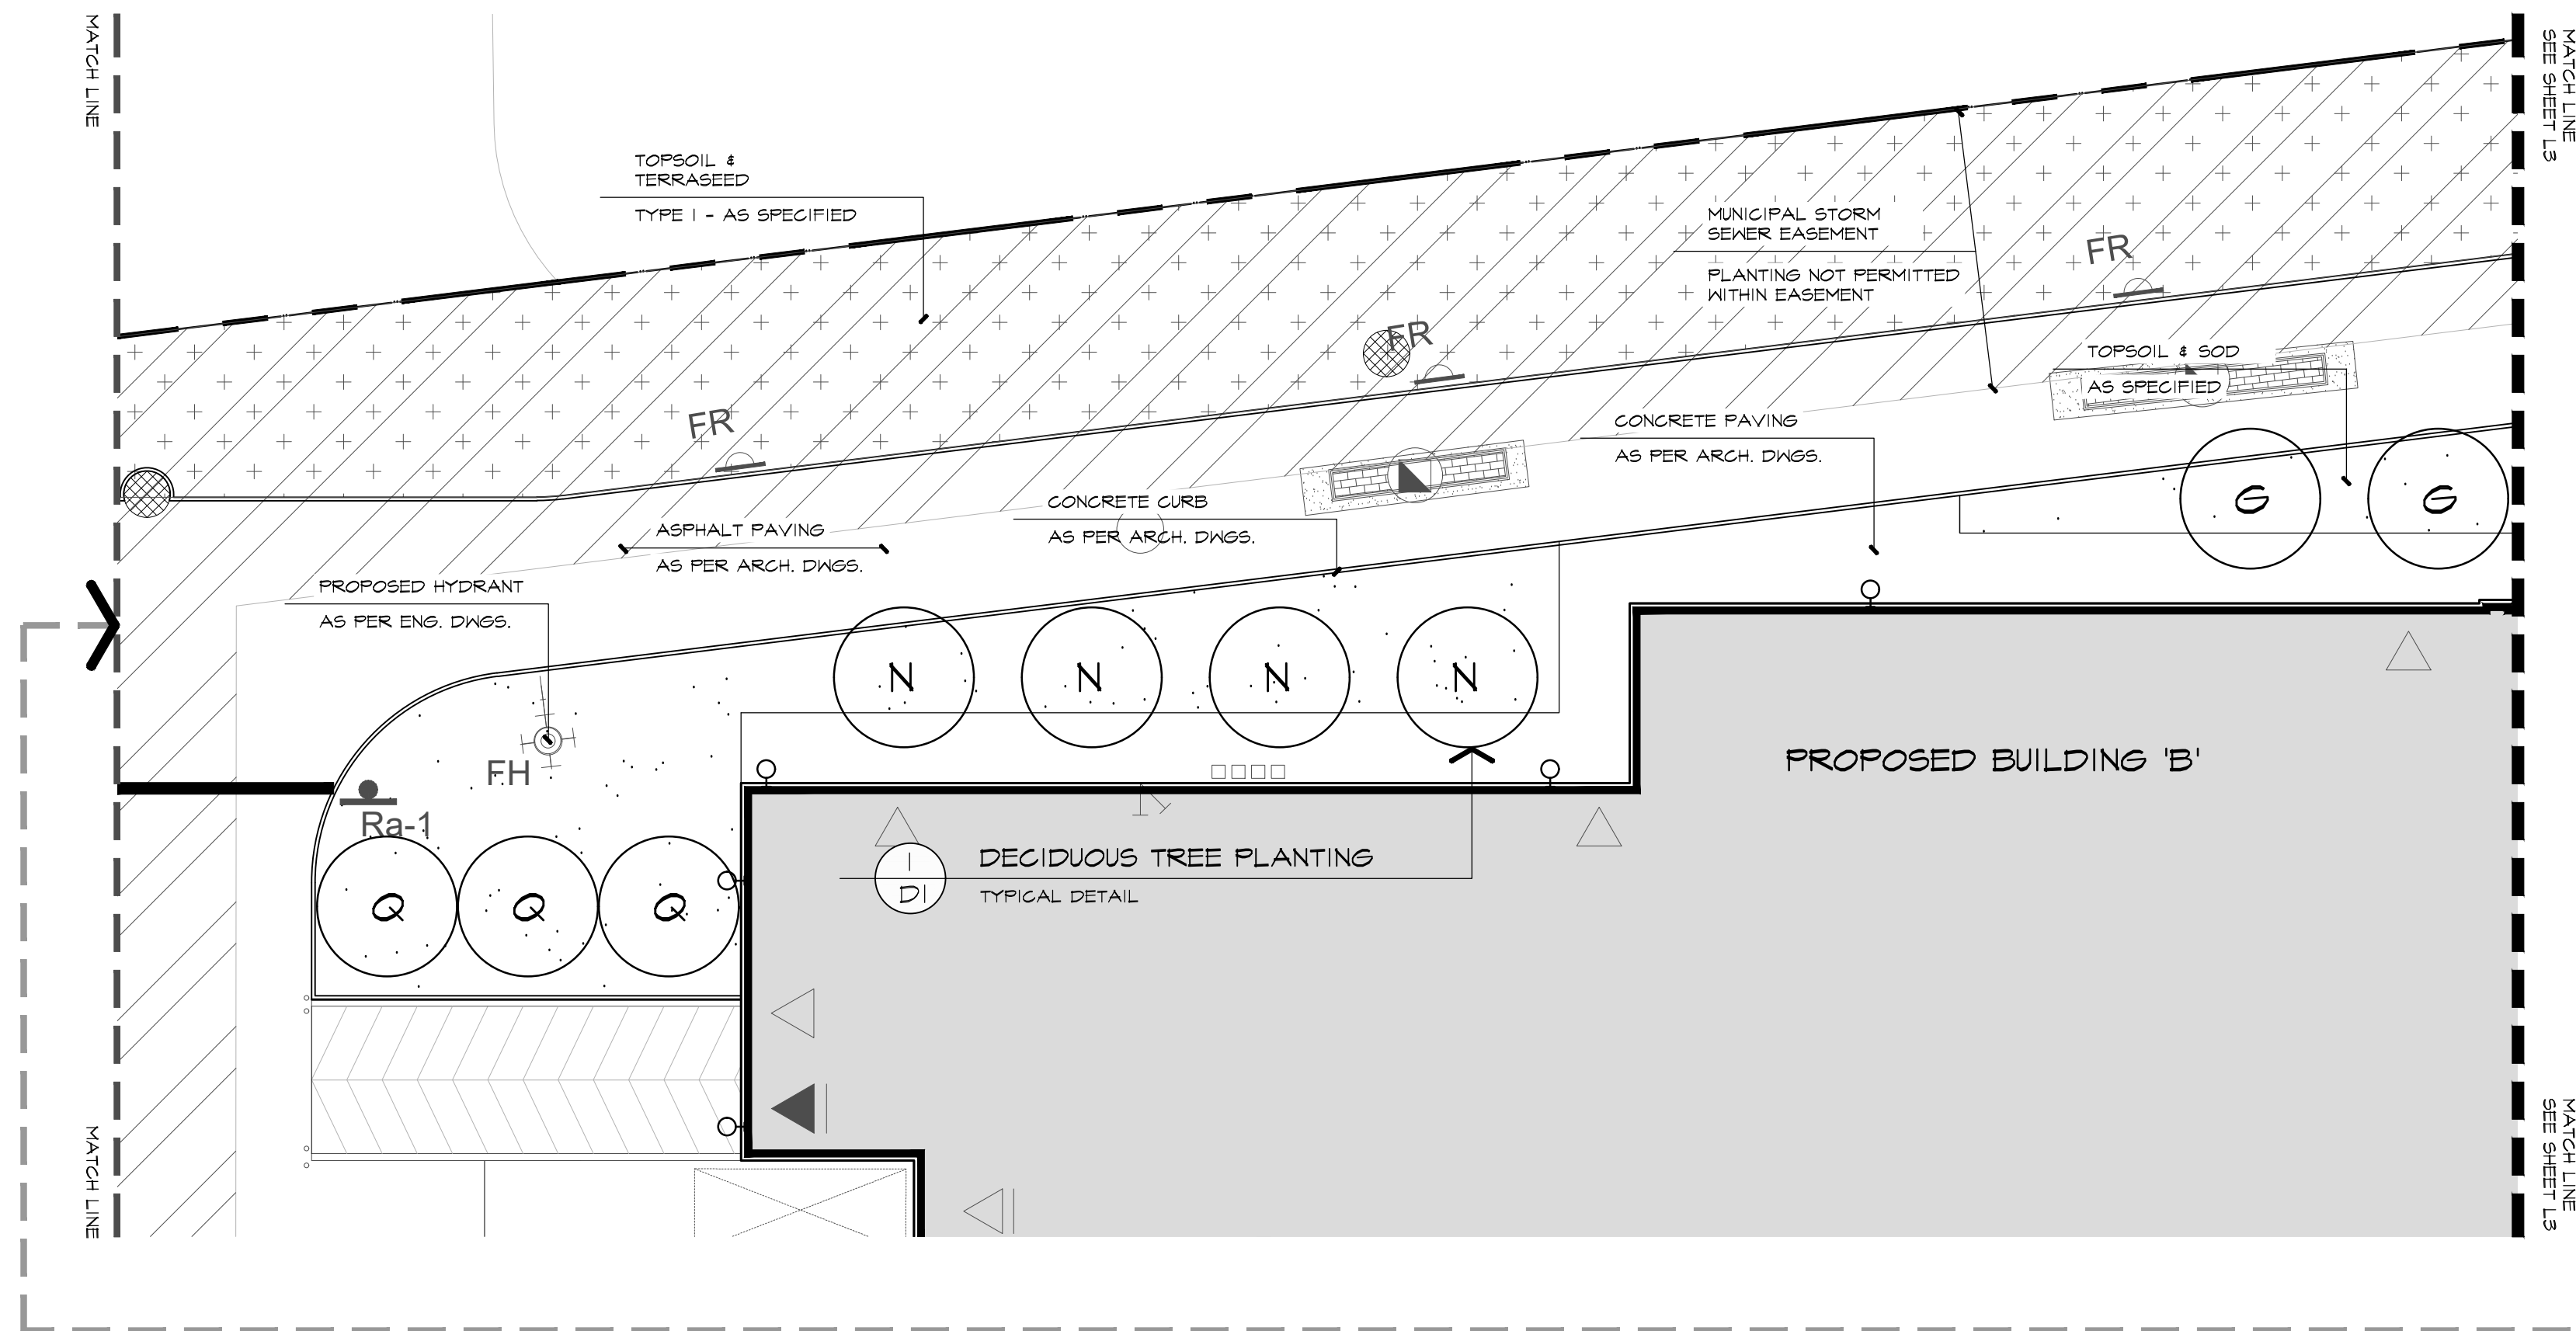 MATCH LINE
MATCH LINE
SEE SHEET L3
TOPSOIL &
TERRASEED
TYPE 1 - AS SPECIFIED
MUNICIPAL STORM
SEWER EASEMENT
PLANTING NOT PERMITTED
WITHIN EASEMENT
FR
FR
FR
TOPSOIL & SOD
AS SPECIFIED
CONCRETE PAVING
AS PER ARCH. DWGS.
CONCRETE CURB
AS PER ARCH. DWGS.
ASPHALT PAVING
AS PER ARCH. DWGS.
PROPOSED HYDRANT
AS PER ENG. DWGS.
G
G
N
N
N
N
FH
Ra-1
Q
Q
Q
PROPOSED BUILDING 'B'
1
D1
DECIDUOUS TREE PLANTING
TYPICAL DETAIL
MATCH LINE
MATCH LINE
SEE SHEET L3